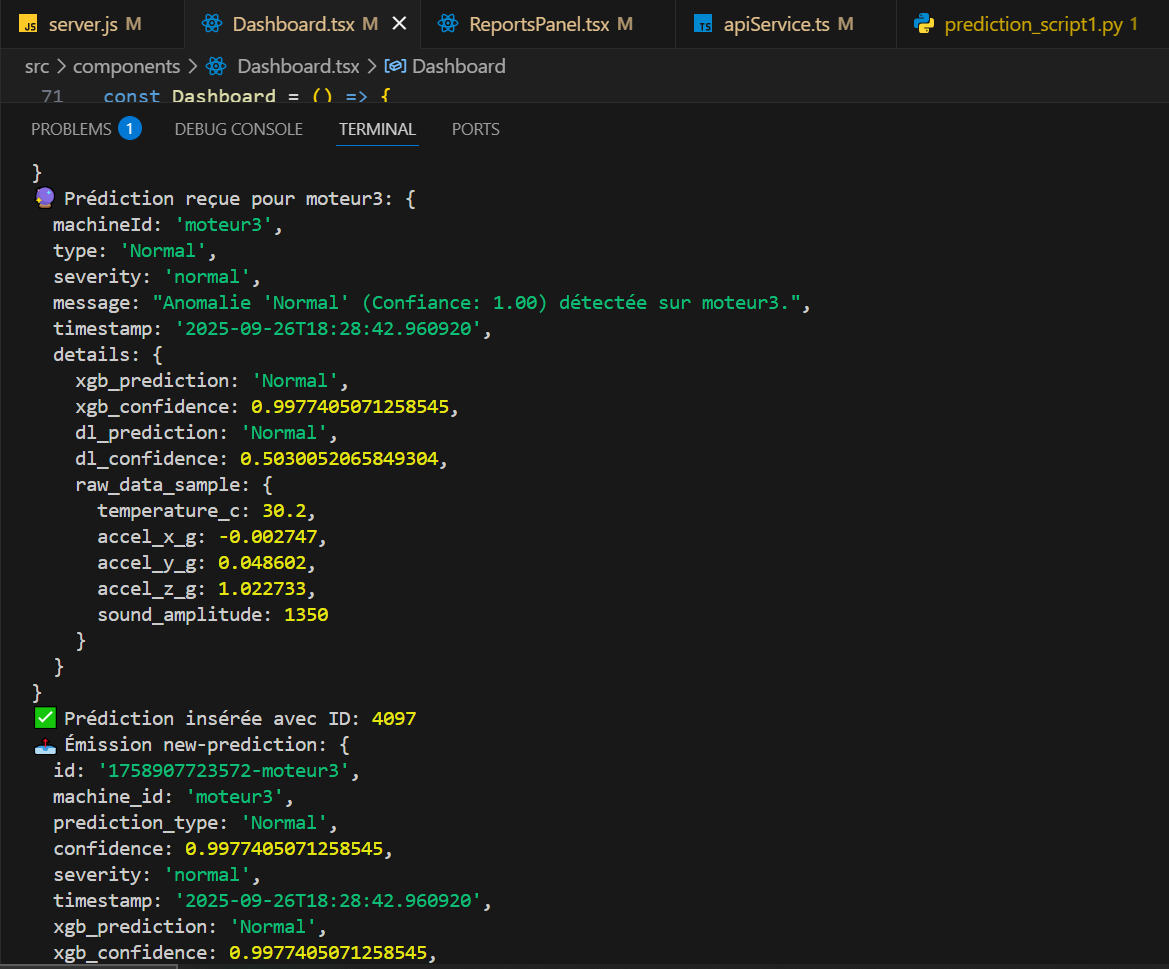 JS server.js M Dashboard.tsx M ReportsPanel.tsx M TS apiService.ts M prediction_script1.py 1
src > components > Dashboard.tsx > Dashboard
71 const Dashboard = () => {
PROBLEMS 1 DEBUG CONSOLE TERMINAL PORTS
}
🔮 Prédiction reçue pour moteur3: {
machineId: 'moteur3',
type: 'Normal',
severity: 'normal',
message: "Anomalie 'Normal' (Confiance: 1.00) détectée sur moteur3.",
timestamp: '2025-09-26T18:28:42.960920',
details: {
xgb_prediction: 'Normal',
xgb_confidence: 0.9977405071258545,
dl_prediction: 'Normal',
dl_confidence: 0.5030052065849304,
raw_data_sample: {
temperature_c: 30.2,
accel_x_g: -0.002747,
accel_y_g: 0.048602,
accel_z_g: 1.022733,
sound_amplitude: 1350
}
}
}
✅ Prédiction insérée avec ID: 4097
📤 Émission new-prediction: {
id: '1758907723572-moteur3',
machine_id: 'moteur3',
prediction_type: 'Normal',
confidence: 0.9977405071258545,
severity: 'normal',
timestamp: '2025-09-26T18:28:42.960920',
xgb_prediction: 'Normal',
xgb_confidence: 0.9977405071258545,